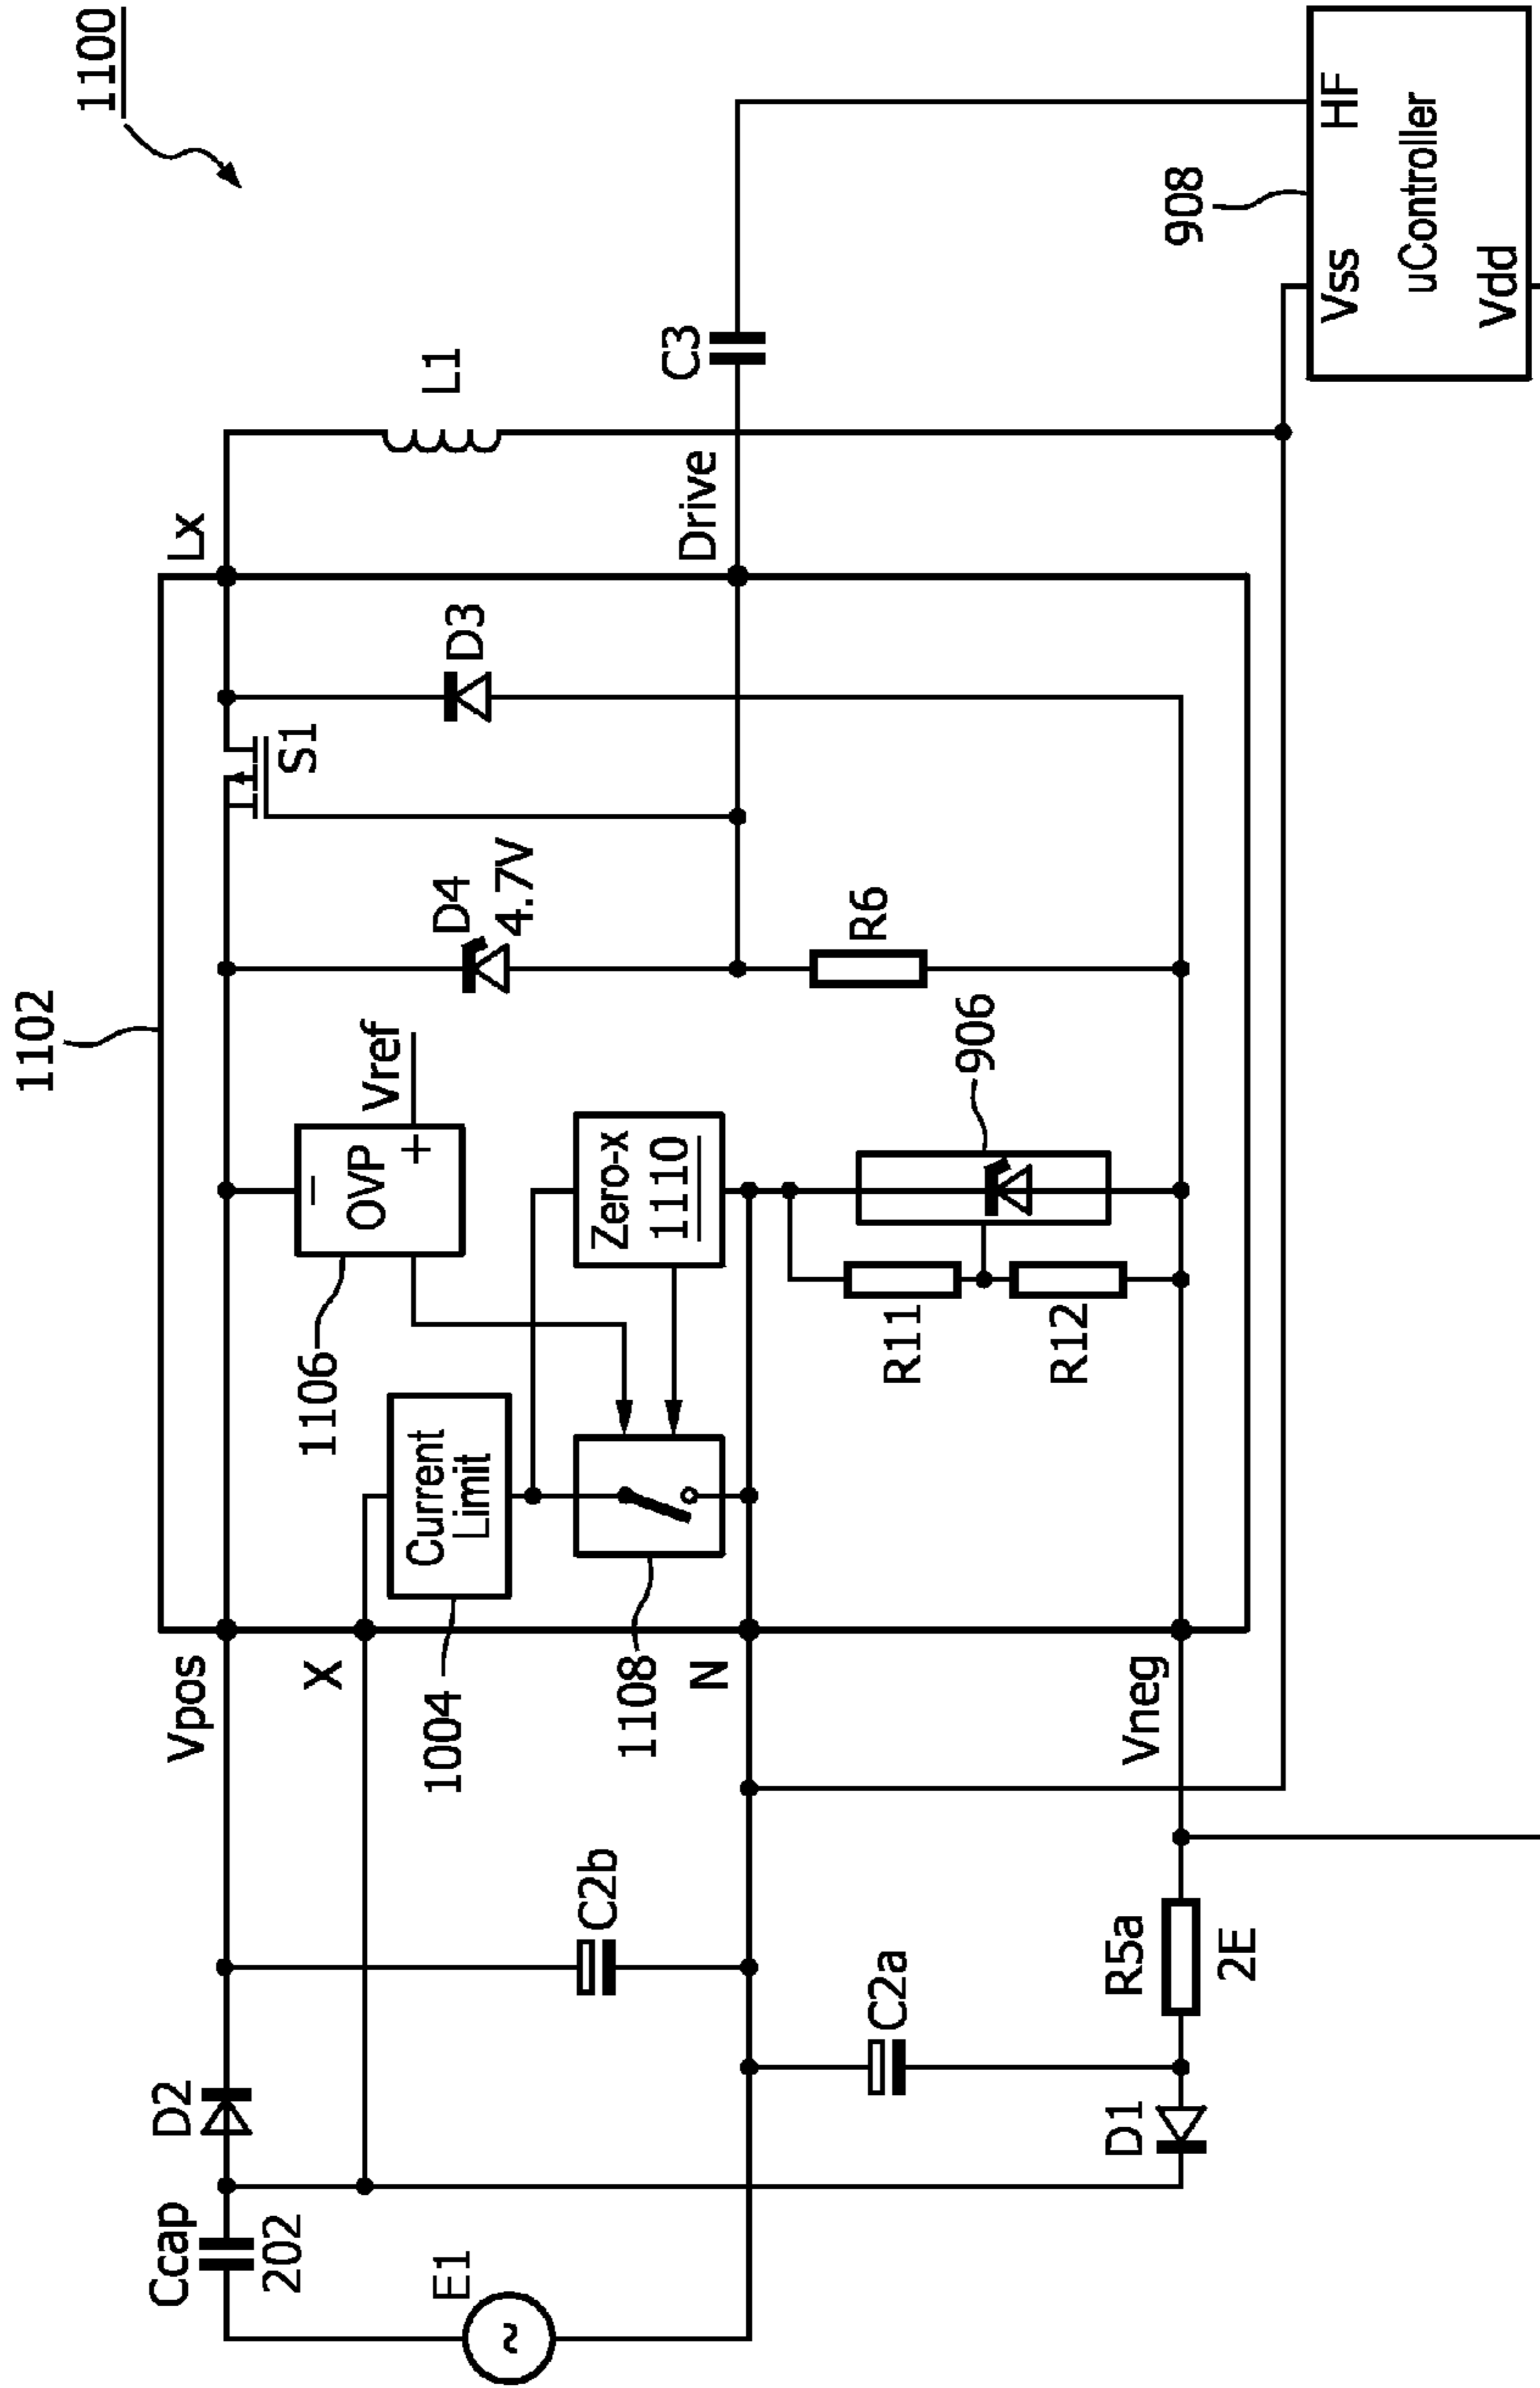 1100
1102
Ccap
202
D2
Vpos
Lx
X
1106
OVP
−
+
Vref
D4
4.7V
S1
D3
L1
E1
~
1004
Current
Limit
C2b
1108
N
Zero-x
1110
Drive
C3
C2a
R11
R12
906
R6
D1
R5a
2E
Vneg
908
Vss
HF
uController
Vdd